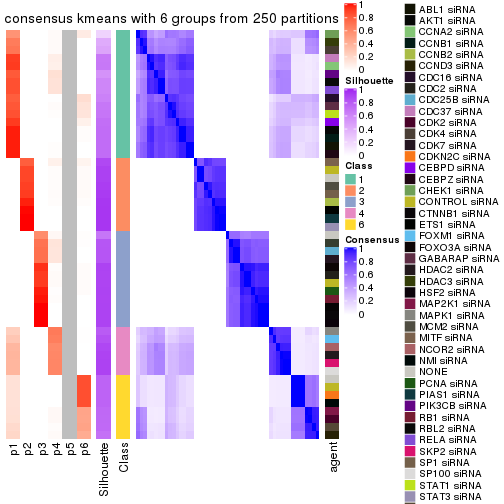 consensus kmeans with 6 groups from 250 partitions
1
0.8
0.6
0.4
0.2
0
Silhouette
1
0.8
0.6
0.4
0.2
0
Class
1
2
3
4
6
Consensus
1
0.8
0.6
0.4
0.2
0
p1
p2
p3
p4
p5
p6
Silhouette
Class
agent
ABL1 siRNA
AKT1 siRNA
CCNA2 siRNA
CCNB1 siRNA
CCNB2 siRNA
CCND3 siRNA
CDC16 siRNA
CDC2 siRNA
CDC25B siRNA
CDC37 siRNA
CDK2 siRNA
CDK4 siRNA
CDK7 siRNA
CDKN2C siRNA
CEBPD siRNA
CEBPZ siRNA
CHEK1 siRNA
CONTROL siRNA
CTNNB1 siRNA
ETS1 siRNA
FOXM1 siRNA
FOXO3A siRNA
GABARAP siRNA
HDAC2 siRNA
HDAC3 siRNA
HSF2 siRNA
MAP2K1 siRNA
MAPK1 siRNA
MCM2 siRNA
MITF siRNA
NCOR2 siRNA
NMI siRNA
NONE
PCNA siRNA
PIAS1 siRNA
PIK3CB siRNA
RB1 siRNA
RBL2 siRNA
RELA siRNA
SKP2 siRNA
SP1 siRNA
SP100 siRNA
STAT1 siRNA
STAT3 siRNA